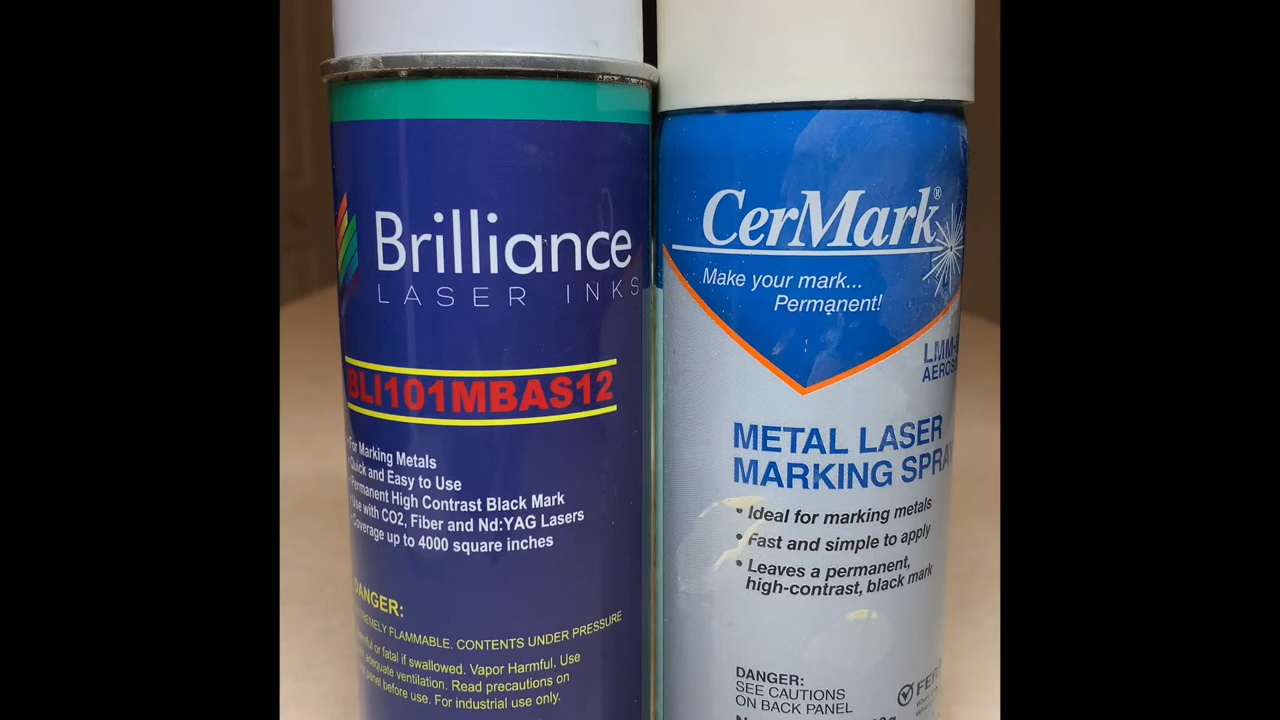 Brilliance
LASER INKS
BLI101MBAS12
For Marking Metals
Quick and Easy to Use
Permanent High Contrast Black Mark
Use with CO2, Fiber and Nd:YAG Lasers
Coverage up to 4000 square inches
DANGER:
EXTREMELY FLAMMABLE. CONTENTS UNDER PRESSURE
or fatal if swallowed. Vapor Harmful. Use
adequate ventilation. Read precautions on
panel before use. For industrial use only.
CerMark®
Make your mark...
Permanent!
METAL LASER
MARKING SPRAY
• Ideal for marking metals
• Fast and simple to apply
• Leaves a permanent,
high-contrast, black mark
DANGER:
SEE CAUTIONS
ON BACK PANEL